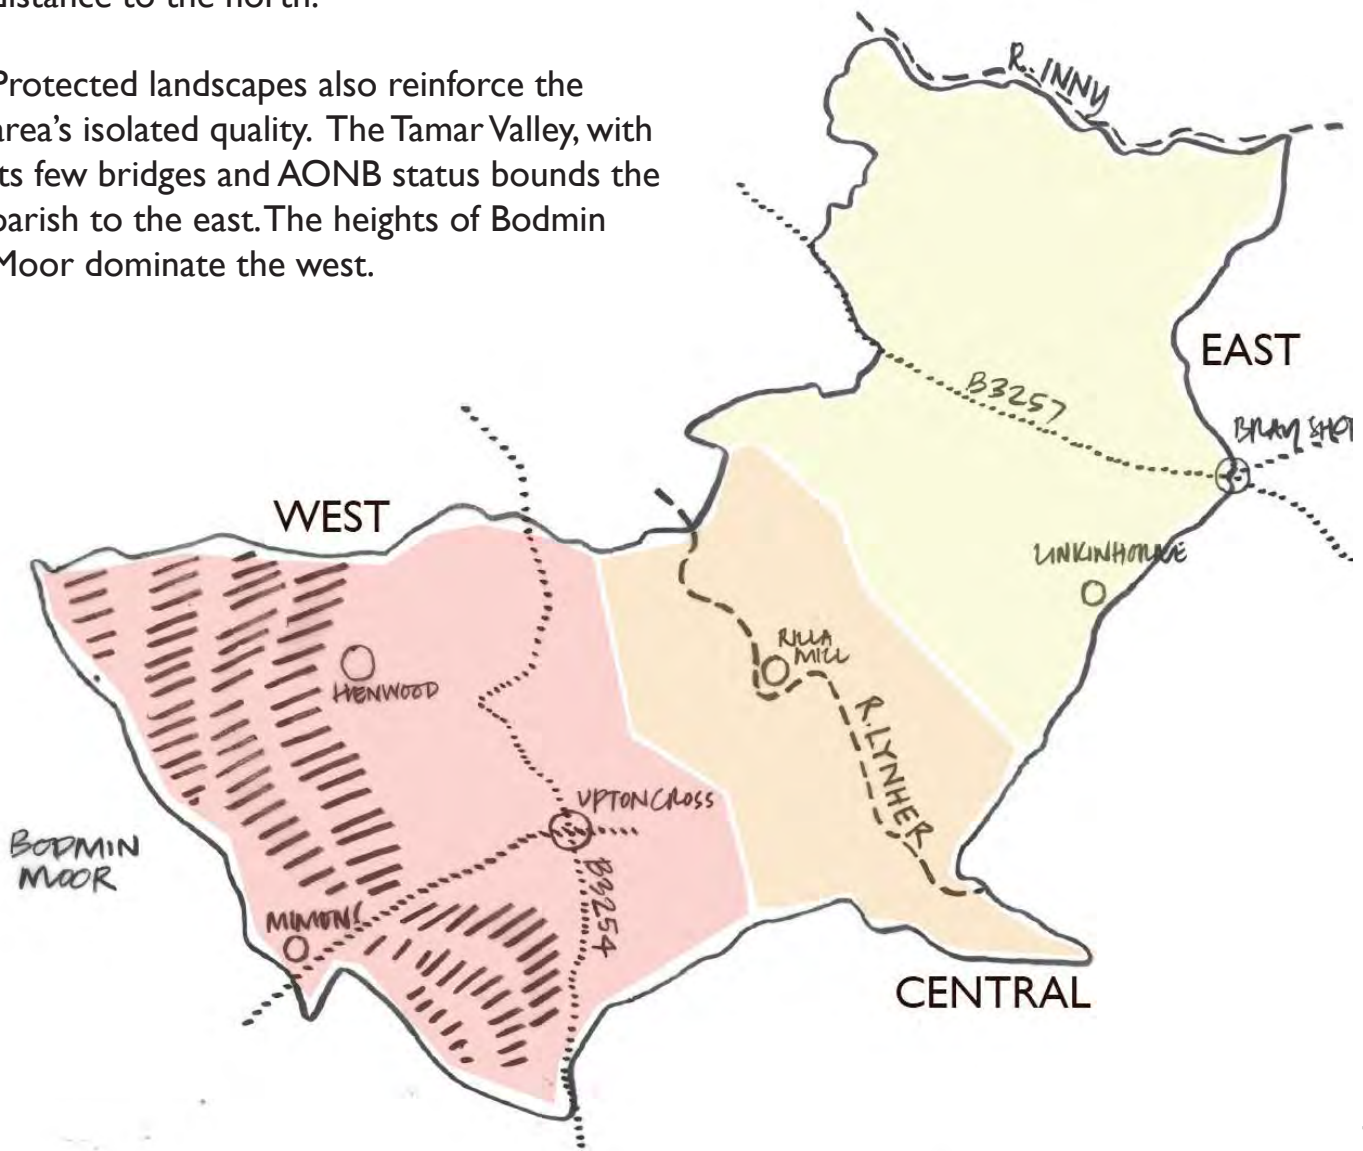 distance to the north.
Protected landscapes also reinforce the
area's isolated quality. The Tamar Valley, with
its few bridges and AONB status bounds the
parish to the east. The heights of Bodmin
Moor dominate the west.
R. INNY
EAST
B3257
BRAY SHOP
WEST
LINKINHORNE
RILLA
MILL
HENWOOD
R. LYNHER
UPTON CROSS
BODMIN
MOOR
B3254
MINIONS
CENTRAL